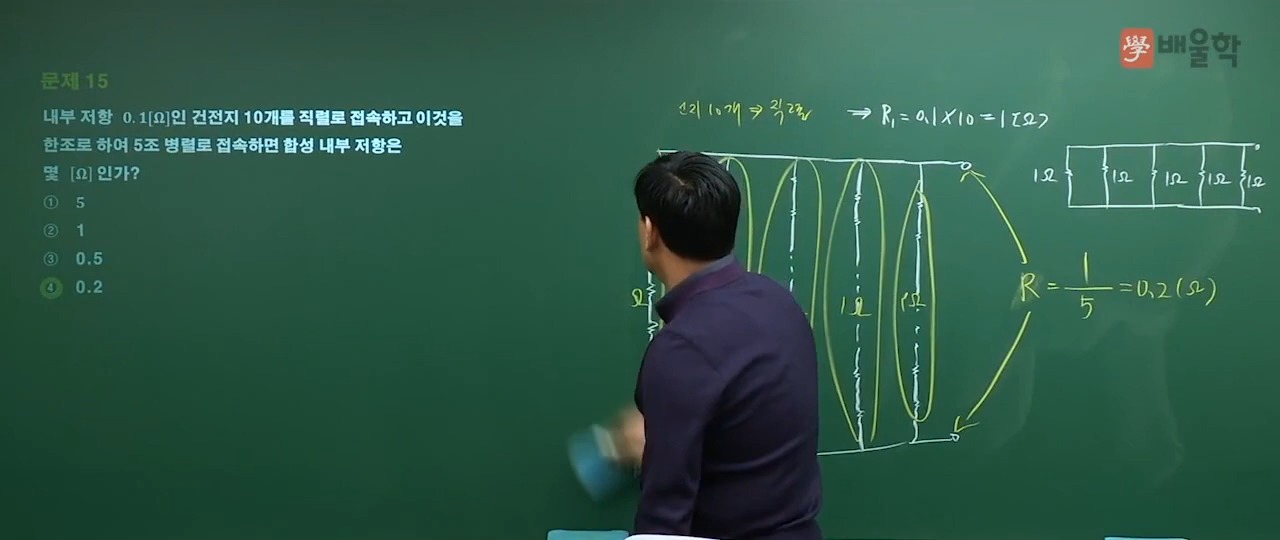 學 배울학
문제 15
내부 저항 0.1[Ω]인 건전지 10개를 직렬로 접속하고 이것을
한조로 하여 5조 병렬로 접속하면 합성 내부 저항은
몇 [Ω]인가?
① 5
② 1
③ 0.5
④ 0.2
10개 ⇒ 직렬 ⇒ R₁ = 0.1 × 10 = 1 [Ω]
1Ω 1Ω 1Ω 1Ω 1Ω
Ω 1Ω 1Ω
R = 1/5 = 0.2 (Ω)